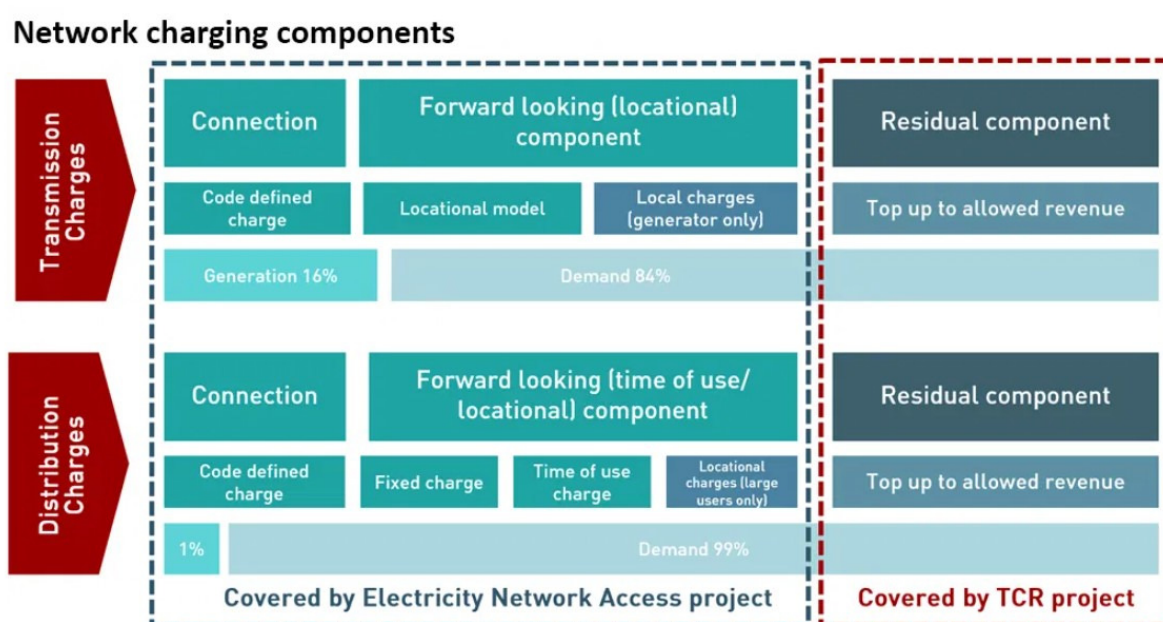 Network charging components
Transmission
Charges
Connection
Forward looking (locational)
component
Residual component
Code defined
charge
Locational model
Local charges
(generator only)
Top up to allowed revenue
Generation 16%
Demand 84%
Distribution
Charges
Connection
Forward looking (time of use/
locational) component
Residual component
Code defined
charge
Fixed charge
Time of use
charge
Locational
charges (large
users only)
Top up to allowed revenue
1%
Demand 99%
Covered by Electricity Network Access project
Covered by TCR project